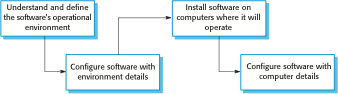 Understand and define
the software's operational
environment
Configure software with
environment details
Install software on
computers where it will
operate
Configure software with
computer details